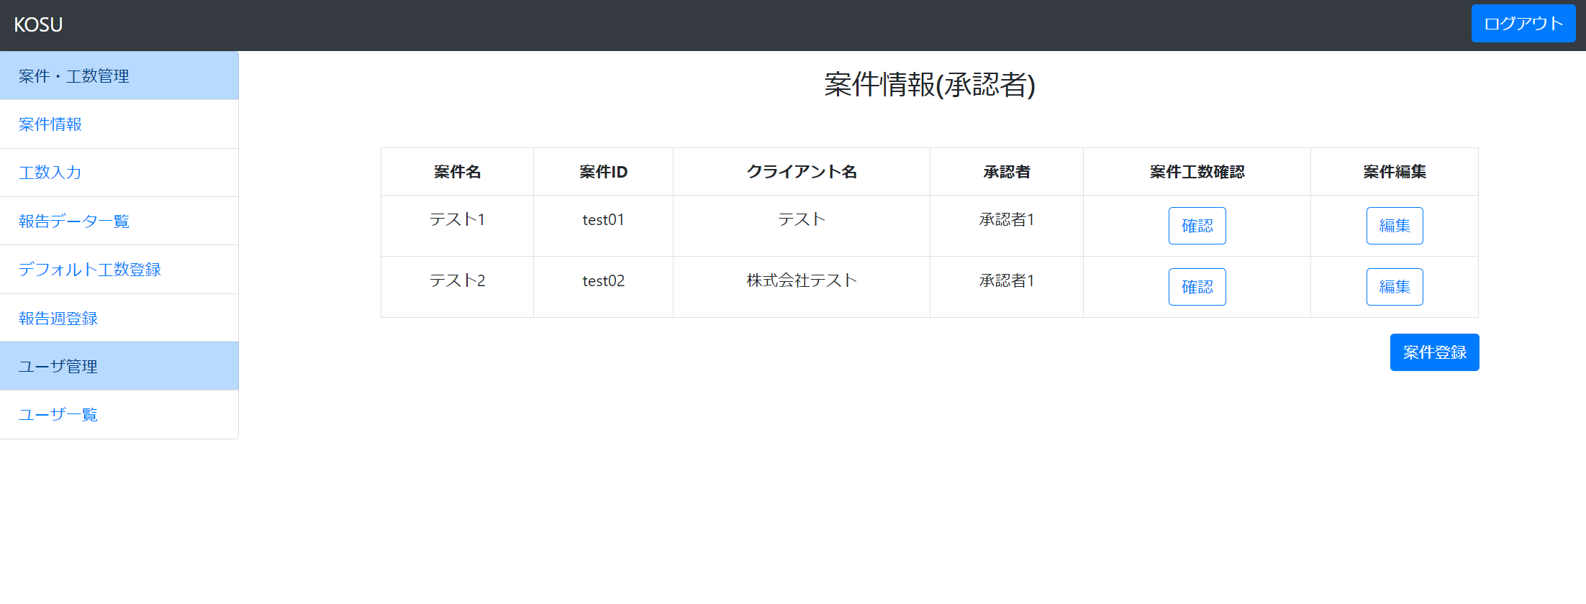 KOSU
ログアウト
案件・工数管理
案件情報
工数入力
報告データ一覧
デフォルト工数登録
報告週登録
ユーザ管理
ユーザ一覧
案件情報(承認者)
案件名 案件ID クライアント名 承認者 案件工数確認 案件編集
テスト1 test01 テスト 承認者1 確認 編集
テスト2 test02 株式会社テスト 承認者1 確認 編集
案件登録